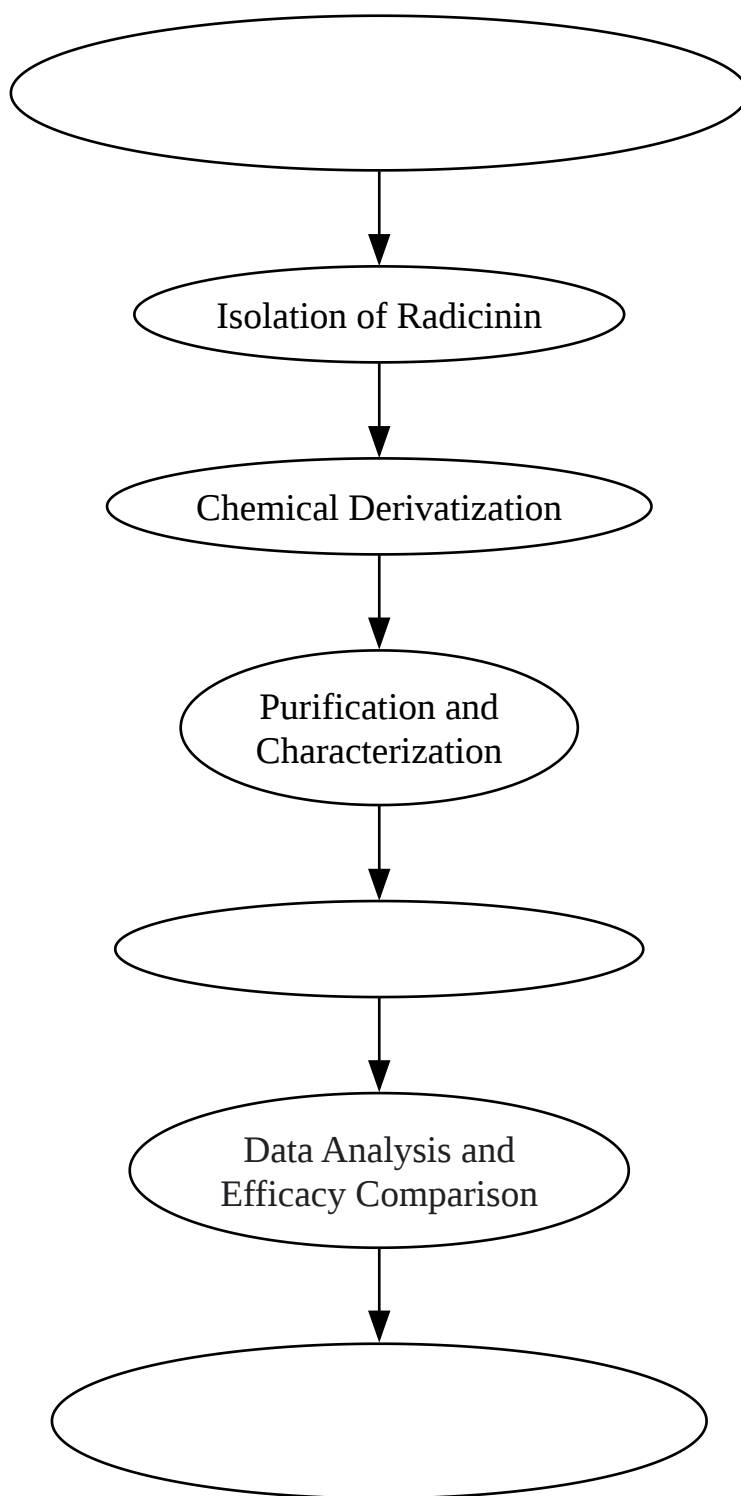 Isolation of Radicinin
Chemical Derivatization
Purification and
Characterization
Data Analysis and
Efficacy Comparison